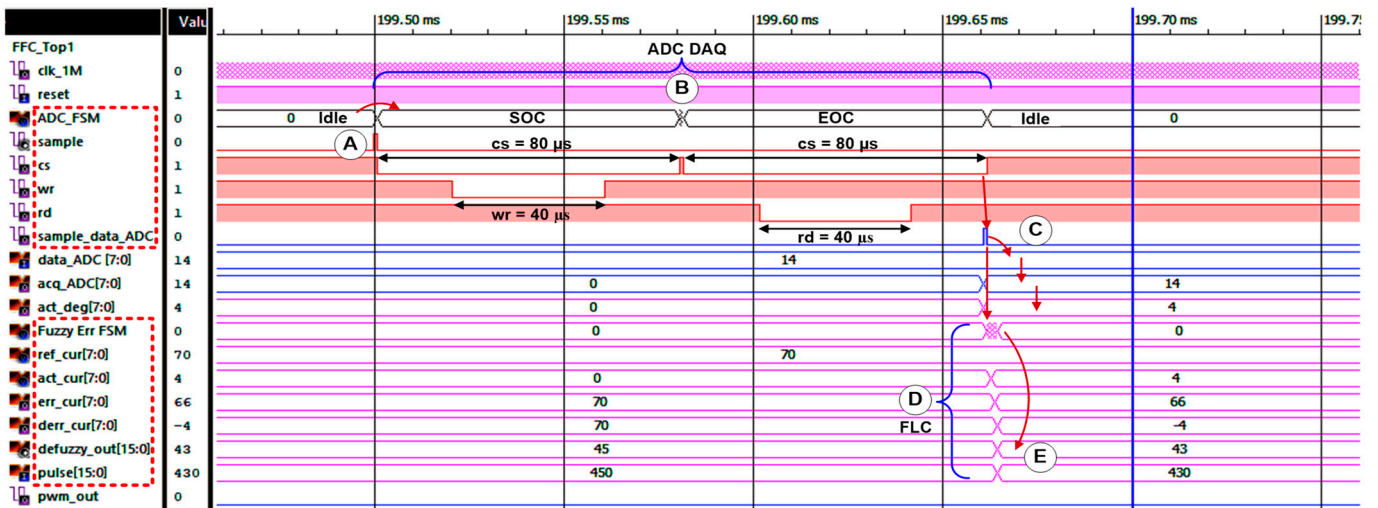 Valu
199.50 ms 199.55 ms 199.60 ms 199.65 ms 199.70 ms 199.75
FFC_Top1
ADC DAQ
clk_1M 0
B
reset 1
ADC_FSM 0 0 Idle SOC EOC Idle 0
sample 0
A
cs = 80 µs cs = 80 µs
cs 1
wr 1
rd 1
wr = 40 µs
sample_data_ADC 0
rd = 40 µs
C
data_ADC [7:0] 14 14
acq_ADC[7:0] 14 0 14
act_deg[7:0] 4 0 4
Fuzzy Err FSM 0 0 0
ref_cur[7:0] 70 70
act_cur[7:0] 4 0 4
err_cur[7:0] 66 70 66
D
derr_cur[7:0] -4 70 -4
FLC
defuzzy_out[15:0] 43 45 43
E
pulse[15:0] 430 450 430
pwm_out 0